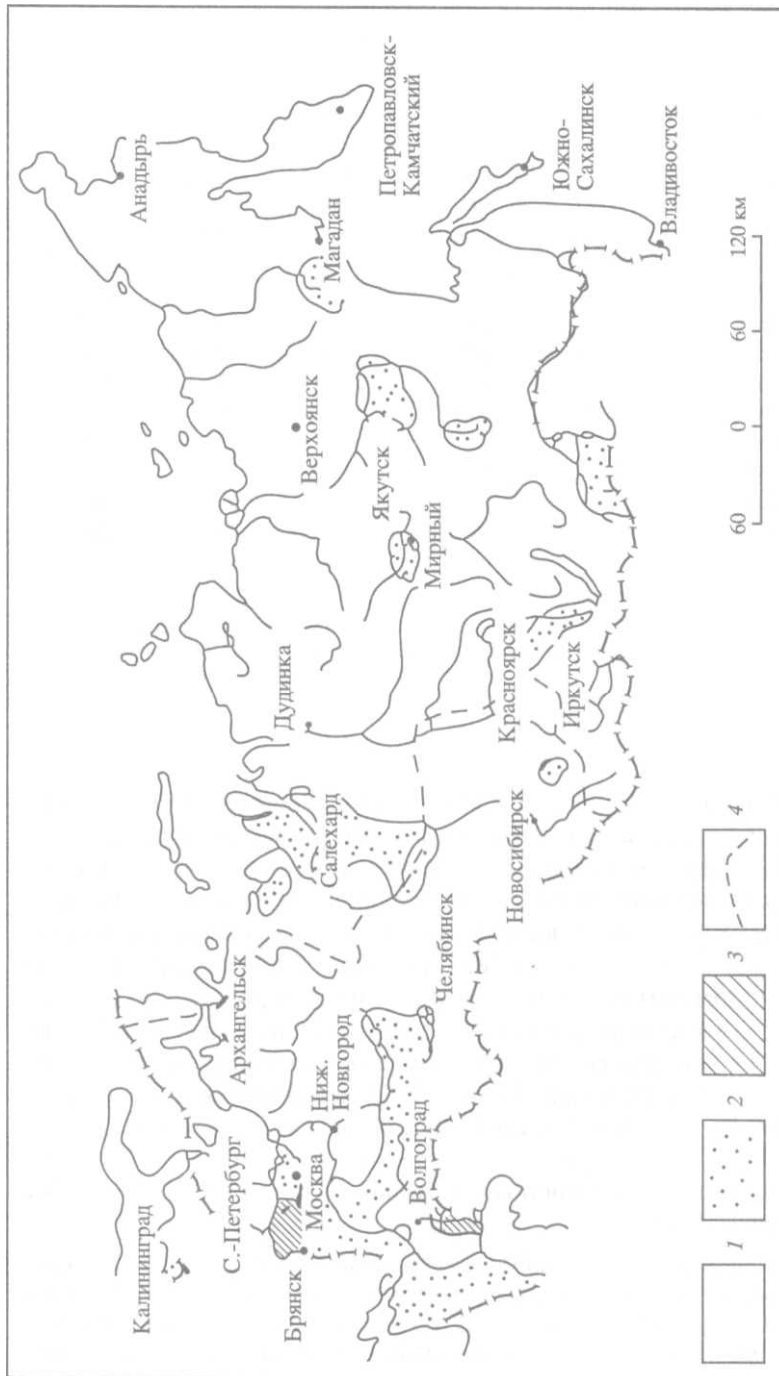 Калининград
С.-Петербург
Архангельск
Брянск
Москва
Ниж.
Новгород
Волгоград
Челябинск
Салехард
Новосибирск
Дудинка
Красноярск
Иркутск
Мирный
Якутск
Верхоянск
Магадан
Анадырь
Петропавловск-
Камчатский
Южно-
Сахалинск
Владивосток
1
2
3
4
60 0 60 120 км